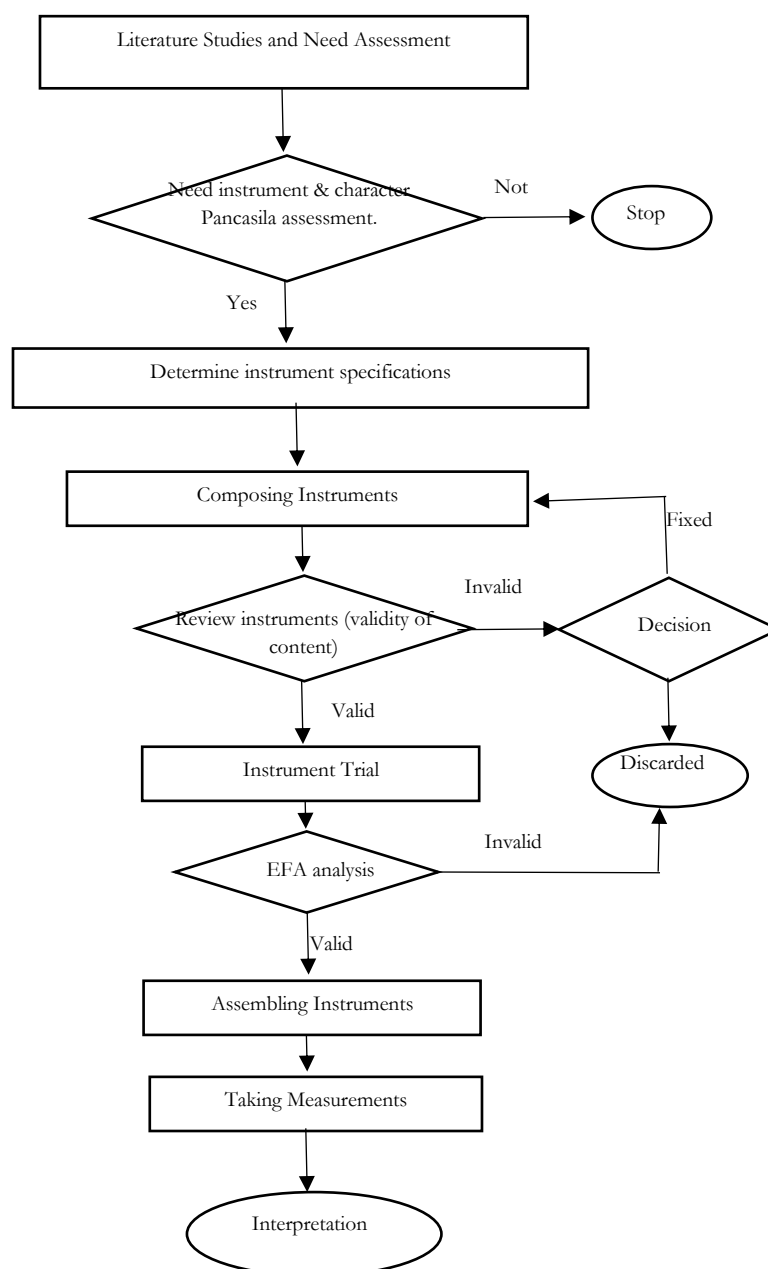 Literature Studies and Need Assessment
Need instrument & character
Pancasila assessment.
Not
Stop
Yes
Determine instrument specifications
Composing Instruments
Fixed
Review instruments (validity of
content)
Invalid
Decision
Valid
Instrument Trial
Discarded
EFA analysis
Invalid
Valid
Assembling Instruments
Taking Measurements
Interpretation